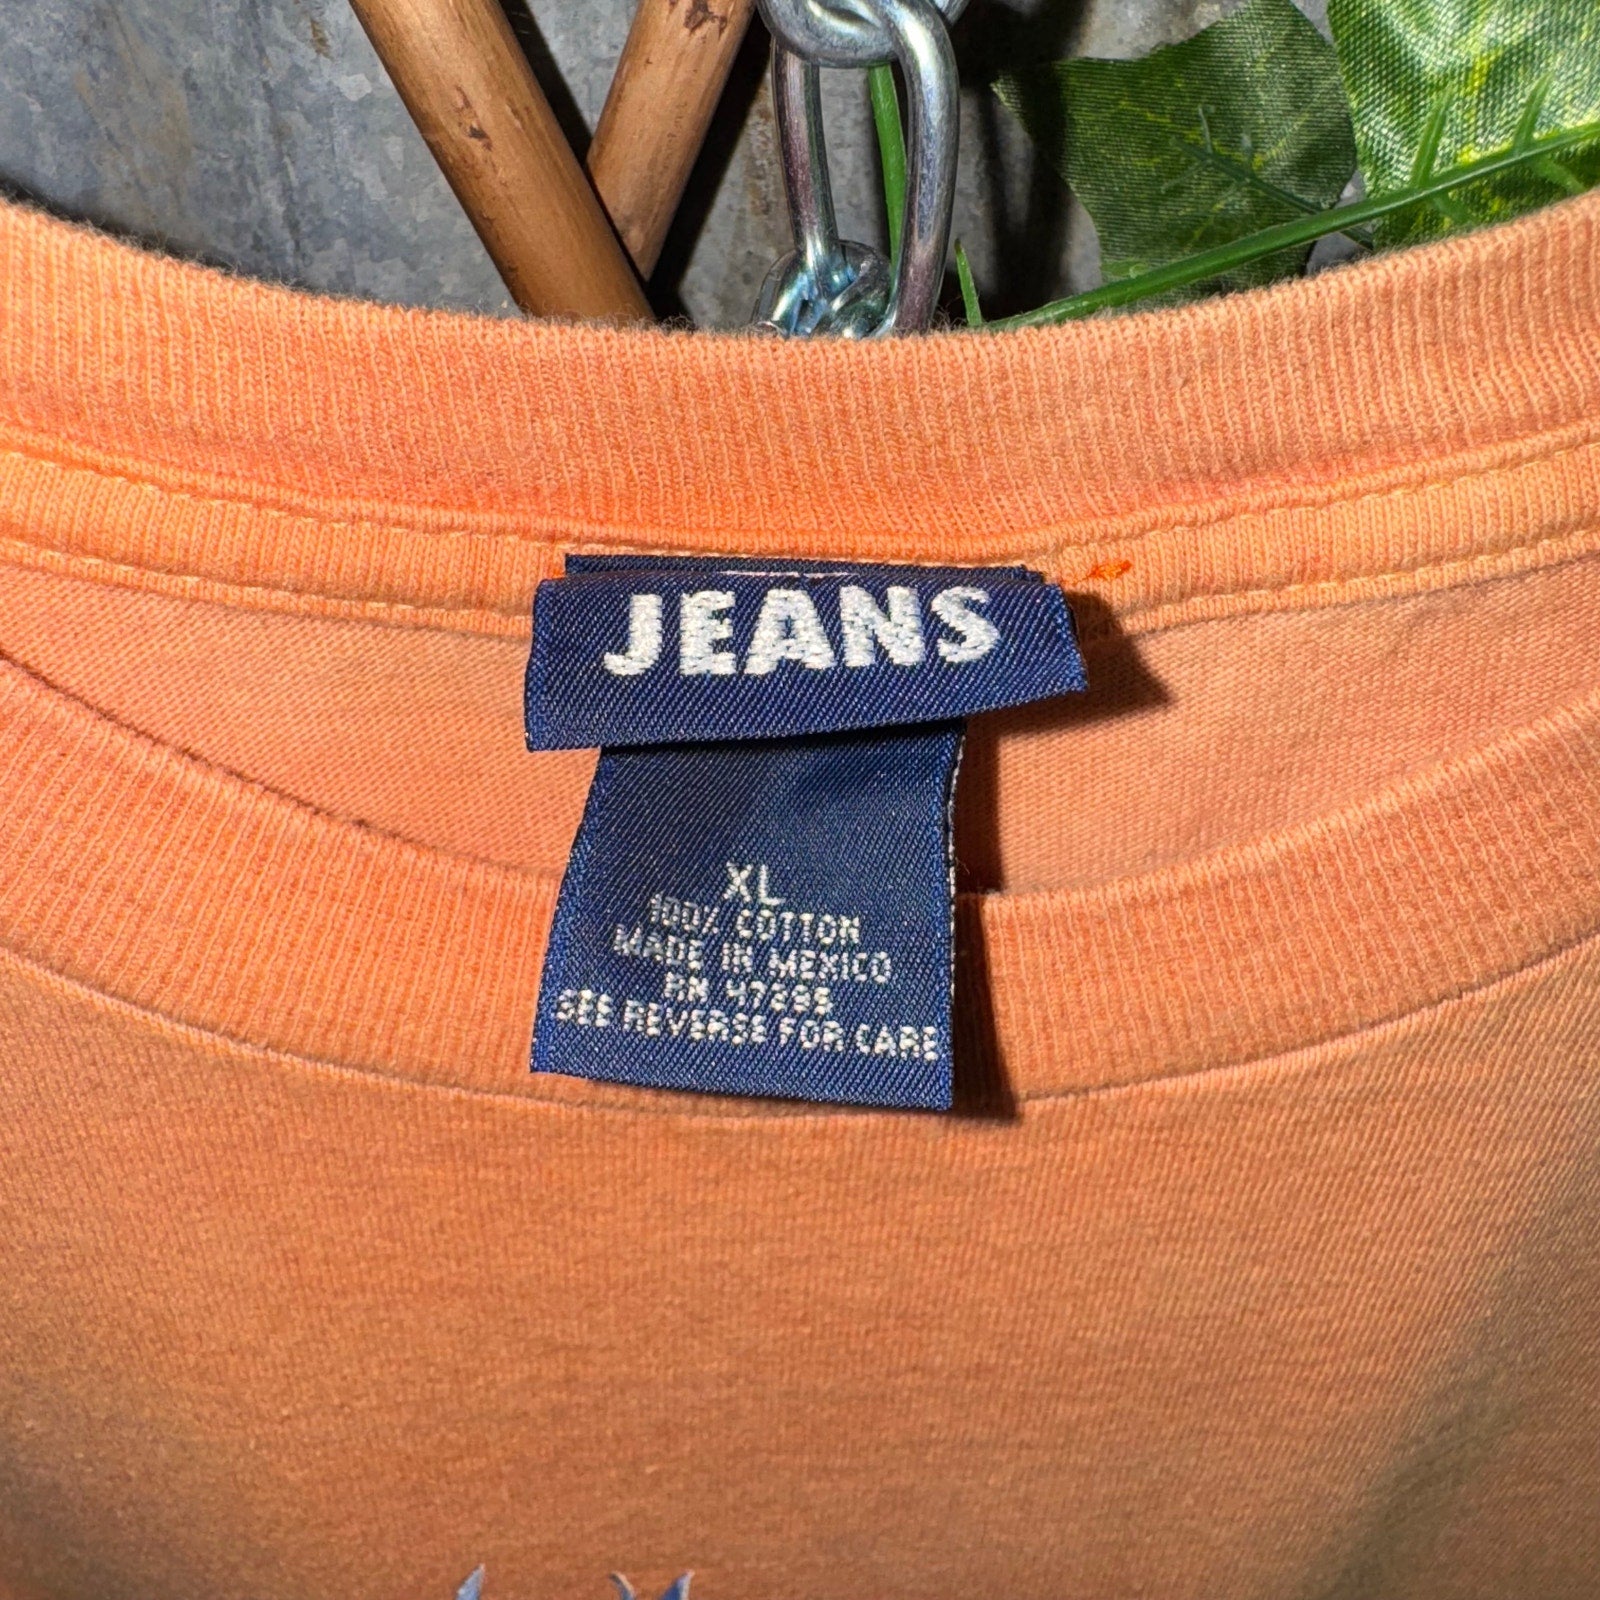 JEANS
XL
100% COTTON
MADE IN MEXICO
RN 47295
SEE REVERSE FOR CARE